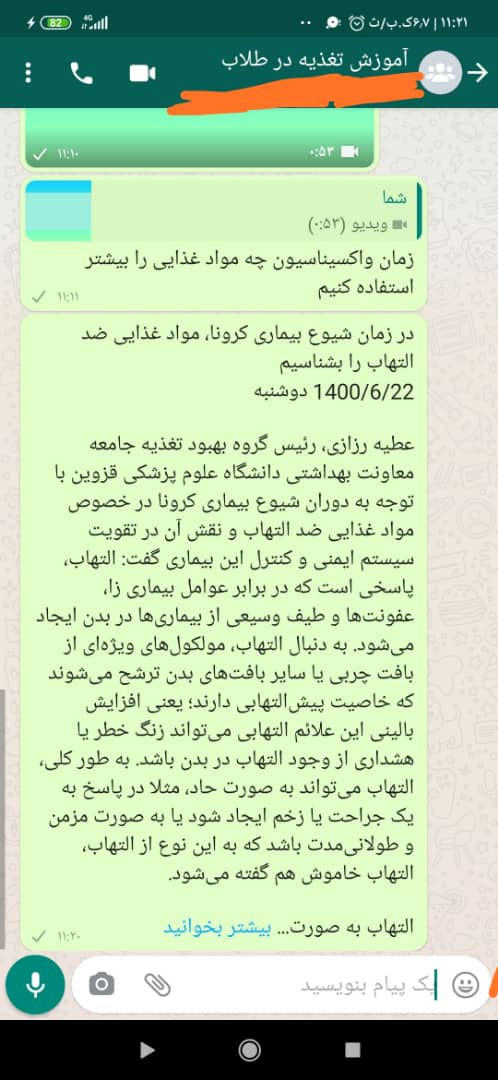 ۱۱:۲۱ | ۶٫۷ک.ب/ث
4G
82
آموزش تغذیه در طلاب
۰:۵۳
۱۱:۱۰
شما
ویدیو (۰:۵۳)
زمان واکسیناسیون چه مواد غذایی را بیشتر
استفاده کنیم
۱۱:۱۱
در زمان شیوع بیماری کرونا، مواد غذایی ضد
التهاب را بشناسیم
1400/6/22 دوشنبه
عطیه رزازی، رئیس گروه بهبود تغذیه جامعه
معاونت بهداشتی دانشگاه علوم پزشکی قزوین با
توجه به دوران شیوع بیماری کرونا در خصوص
مواد غذایی ضد التهاب و نقش آن در تقویت
سیستم ایمنی و کنترل این بیماری گفت: التهاب،
پاسخی است که در برابر عوامل بیماری زا،
عفونت‌ها و طیف وسیعی از بیماری‌ها در بدن ایجاد
می‌شود. به دنبال التهاب، مولکول‌های ویژه‌ای از
بافت چربی یا سایر بافت‌های بدن ترشح می‌شوند
که خاصیت پیش‌التهابی دارند؛ یعنی افزایش
بالینی این علائم التهابی می‌تواند زنگ خطر یا
هشداری از وجود التهاب در بدن باشد. به طور کلی،
التهاب می‌تواند به صورت حاد، مثلا در پاسخ به
یک جراحت یا زخم ایجاد شود یا به صورت مزمن
و طولانی‌مدت باشد که به این نوع از التهاب،
التهاب خاموش هم گفته می‌شود.
التهاب به صورت... بیشتر بخوانید
۱۱:۲۰
یک پیام بنویسید